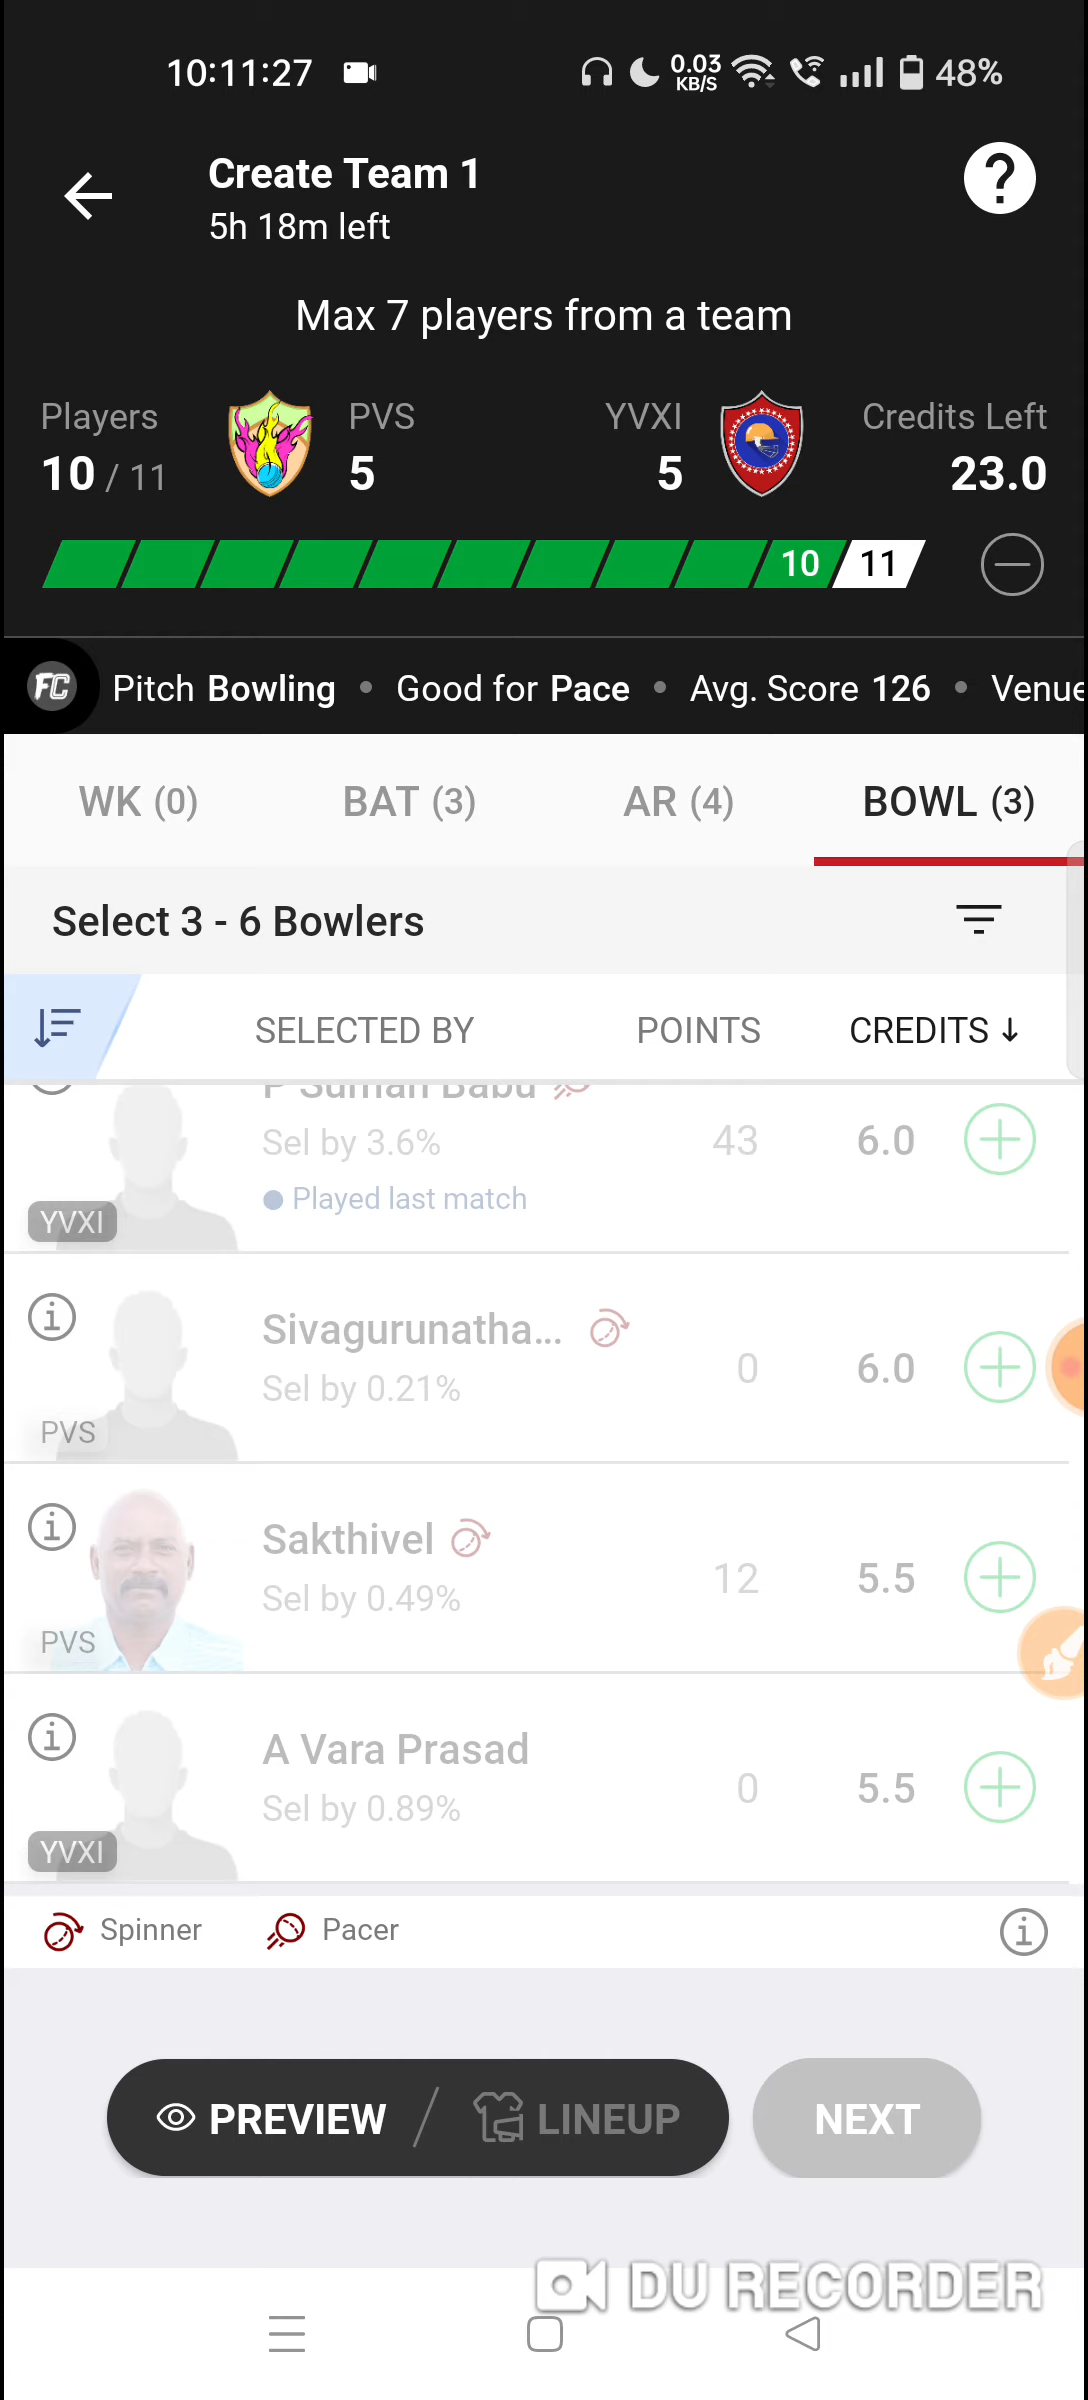 10:11:27 0.03 KB/S 48%
Create Team 1
5h 18m left
?
Max 7 players from a team
Players PVS YVXI Credits Left
10 / 11 5 5 23.0
10 11
FC Pitch Bowling • Good for Pace • Avg. Score 126 • Venue
WK (0) BAT (3) AR (4) BOWL (3)
Select 3 - 6 Bowlers
SELECTED BY POINTS CREDITS ↓
P Suman Babu
Sel by 3.6% 43 6.0
Played last match
YVXI
Sivagurunatha...
Sel by 0.21% 0 6.0
PVS
Sakthivel
Sel by 0.49% 12 5.5
PVS
A Vara Prasad
Sel by 0.89% 0 5.5
YVXI
Spinner Pacer
PREVIEW / LINEUP NEXT
DU RECORDER